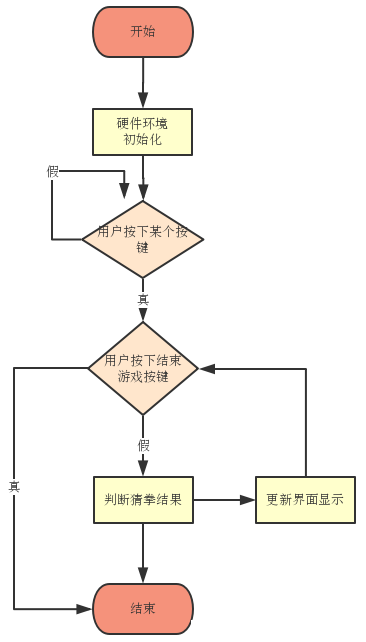 开始
硬件环境
初始化
假
用户按下某个按
键
真
用户按下结束
游戏按键
假
真
判断猜拳结果
更新界面显示
结束